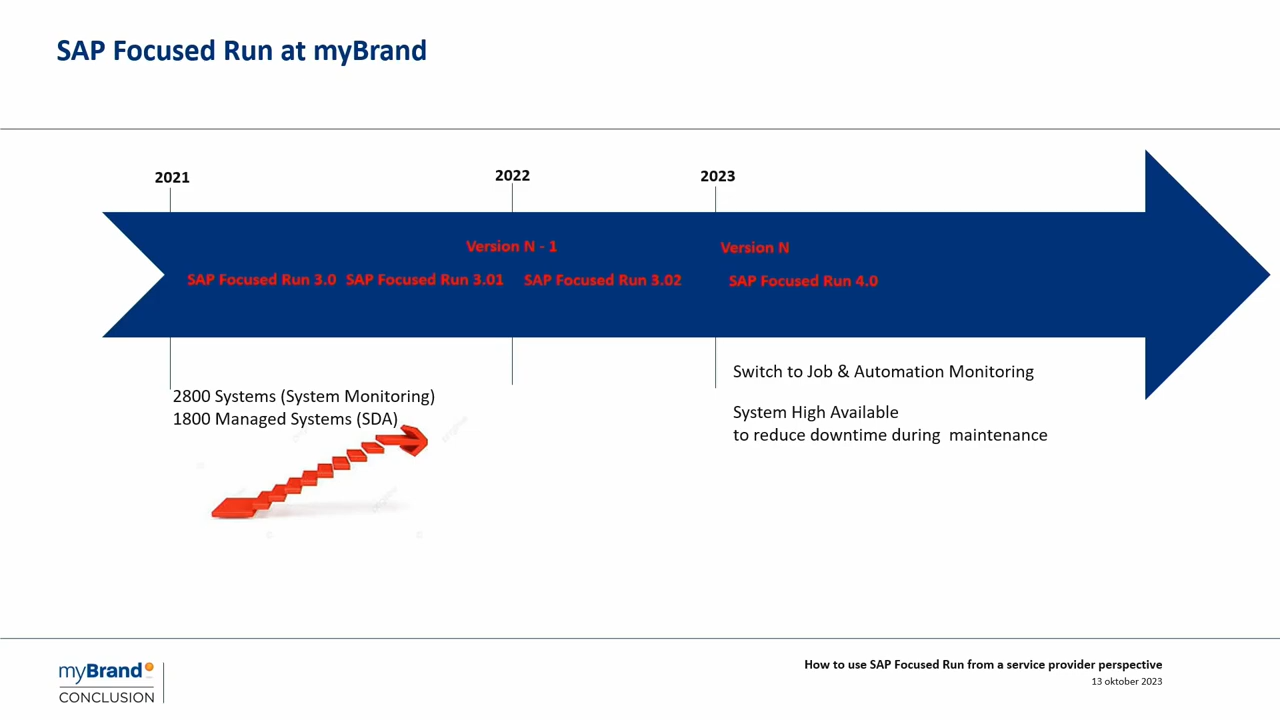 SAP Focused Run at myBrand
2021
2022
2023
Version N - 1
Version N
SAP Focused Run 3.0
SAP Focused Run 3.01
SAP Focused Run 3.02
SAP Focused Run 4.0
2800 Systems (System Monitoring)
1800 Managed Systems (SDA)
Switch to Job & Automation Monitoring
System High Available
to reduce downtime during maintenance
myBrand
CONCLUSION
How to use SAP Focused Run from a service provider perspective
13 oktober 2023